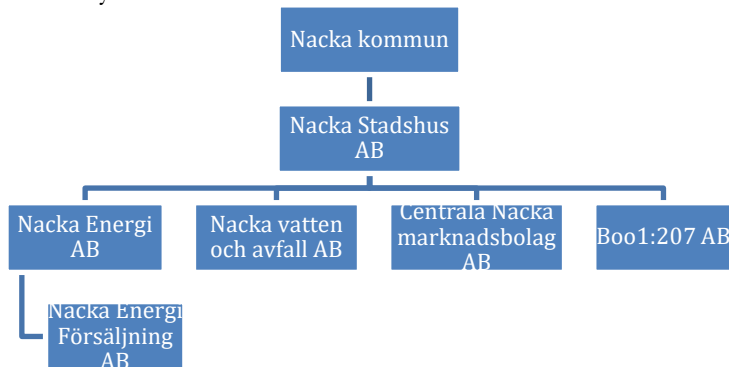 Nacka kommun
Nacka Stadshus
AB
Nacka Energi
AB
Nacka vatten
och avfall AB
Centrala Nacka
marknadsbolag
AB
Boo1:207 AB
Nacka Energi
Försäljning
AB